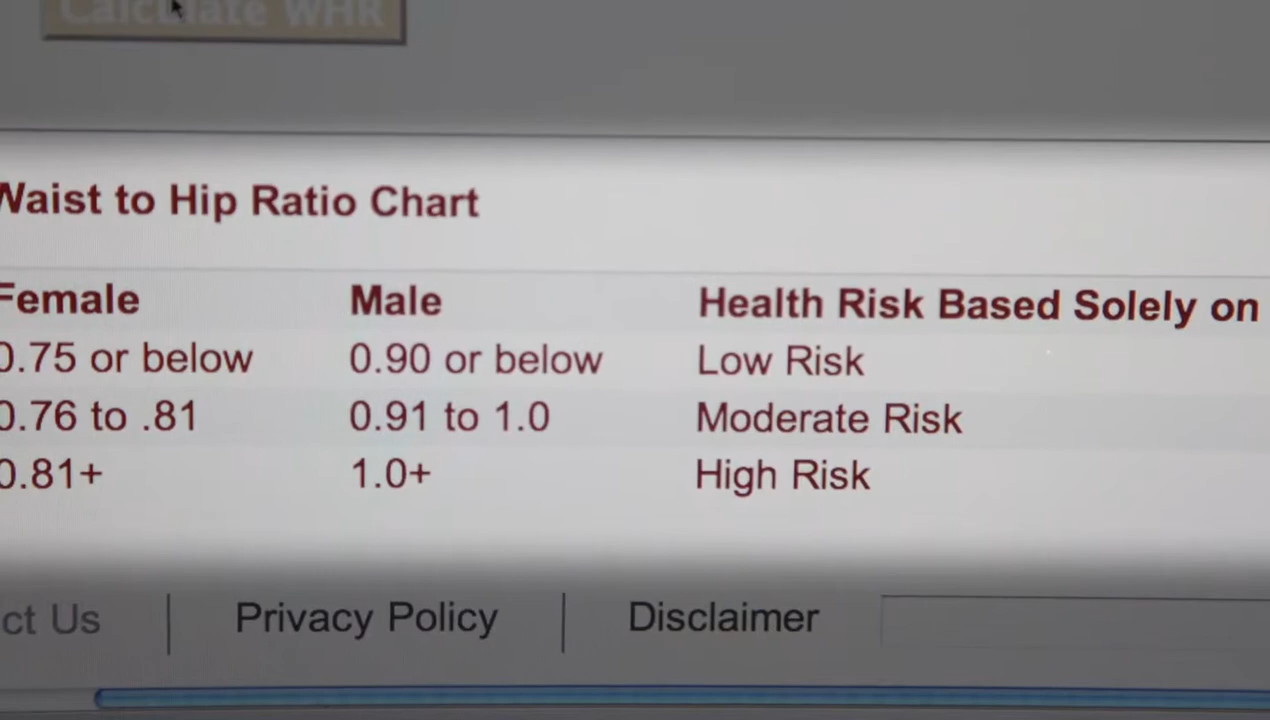 Calculate WHR
Waist to Hip Ratio Chart
Female Male Health Risk Based Solely on
0.75 or below 0.90 or below Low Risk
0.76 to .81 0.91 to 1.0 Moderate Risk
0.81+ 1.0+ High Risk
ct Us | Privacy Policy | Disclaimer